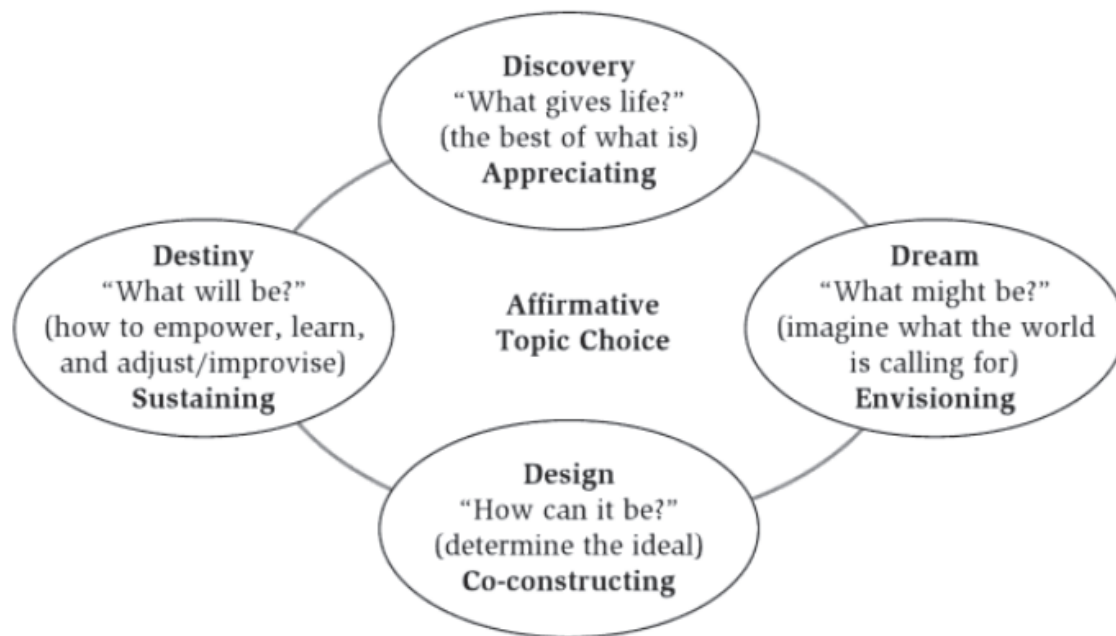 Discovery
“What gives life?”
(the best of what is)
Appreciating
Destiny
“What will be?”
(how to empower, learn,
and adjust/improvise)
Sustaining
Affirmative
Topic Choice
Dream
“What might be?”
(imagine what the world
is calling for)
Envisioning
Design
“How can it be?”
(determine the ideal)
Co-constructing